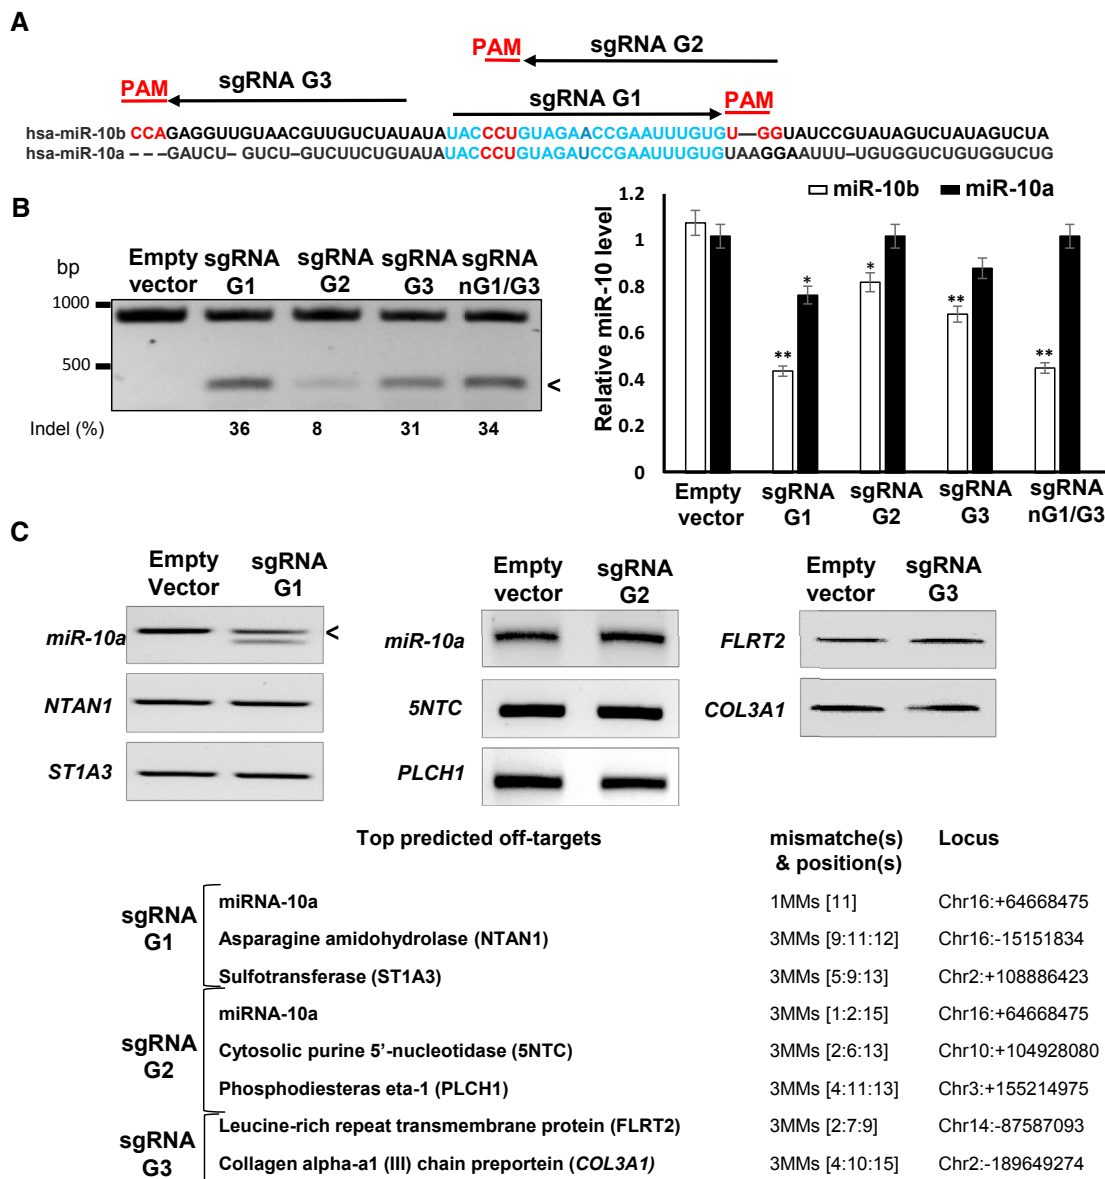 A
PAM sgRNA G2
PAM sgRNA G3 sgRNA G1 PAM
hsa-miR-10b CCAGAGGUUGUAACGUUGUCUAUAUAUACCCUGUAGAACCGAAUUUGUGU—GGUAUCCGUAUAGUCUAUAGUCUA
hsa-miR-10a ---GAUCU–GUCU–GUCUUCUGUAUAUACCCUGUAGAUCCGAAUUUGUGUAAGGAAUUU–UGUGGUCUGUGGUCUG
B
bp
Empty vector
sgRNA G1
sgRNA G2
sgRNA G3
sgRNA nG1/G3
1000
500
<
Indel (%) 36 8 31 34
miR-10b miR-10a
Relative miR-10 level
1.2
1
0.8
0.6
0.4
0.2
0
** * * ** **
Empty vector
sgRNA G1
sgRNA G2
sgRNA G3
sgRNA nG1/G3
C
Empty Vector
sgRNA G1
miR-10a <
NTAN1
ST1A3
Empty vector
sgRNA G2
miR-10a
5NTC
PLCH1
Empty vector
sgRNA G3
FLRT2
COL3A1
Top predicted off-targets mismatche(s) & position(s) Locus
sgRNA G1
miRNA-10a 1MMs [11] Chr16:+64668475
Asparagine amidohydrolase (NTAN1) 3MMs [9:11:12] Chr16:-15151834
Sulfotransferase (ST1A3) 3MMs [5:9:13] Chr2:+108886423
sgRNA G2
miRNA-10a 3MMs [1:2:15] Chr16:+64668475
Cytosolic purine 5’-nucleotidase (5NTC) 3MMs [2:6:13] Chr10:+104928080
Phosphodiesteras eta-1 (PLCH1) 3MMs [4:11:13] Chr3:+155214975
sgRNA G3
Leucine-rich repeat transmembrane protein (FLRT2) 3MMs [2:7:9] Chr14:-87587093
Collagen alpha-a1 (III) chain preportein (COL3A1) 3MMs [4:10:15] Chr2:-189649274